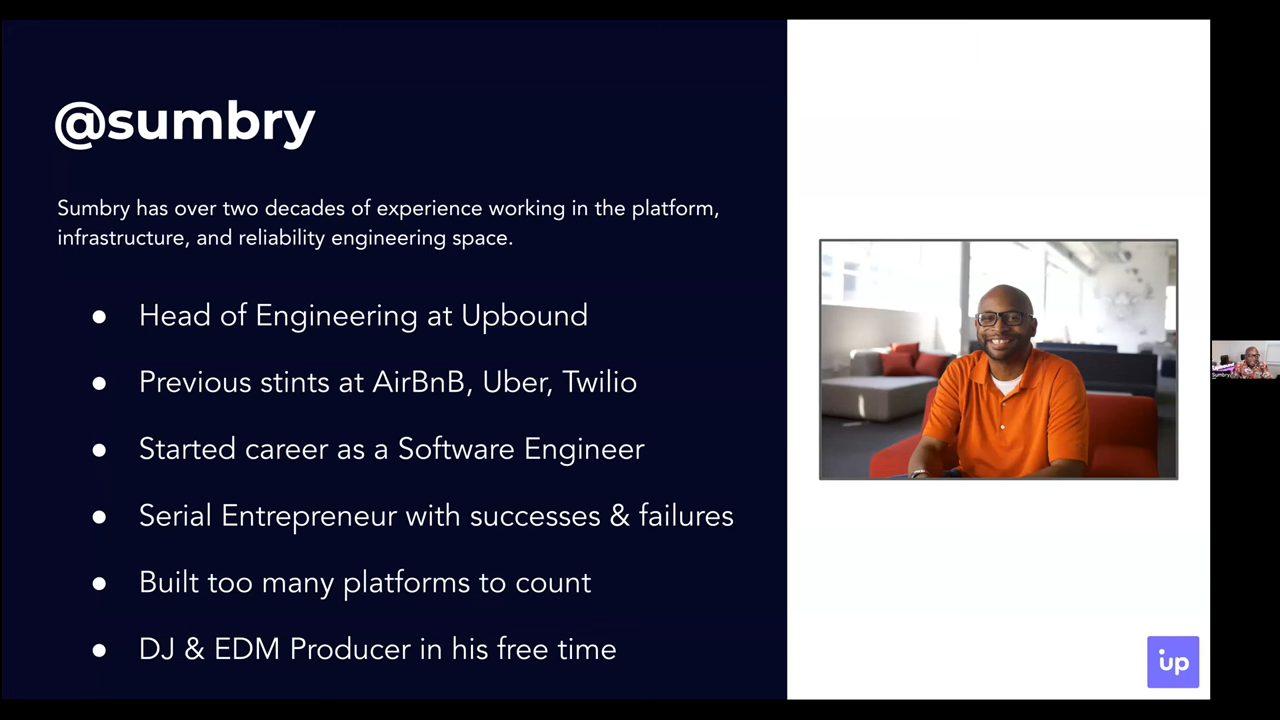 @sumbry
Sumbry has over two decades of experience working in the platform,
infrastructure, and reliability engineering space.
● Head of Engineering at Upbound
● Previous stints at AirBnB, Uber, Twilio
● Started career as a Software Engineer
● Serial Entrepreneur with successes & failures
● Built too many platforms to count
● DJ & EDM Producer in his free time
Sumbry
up